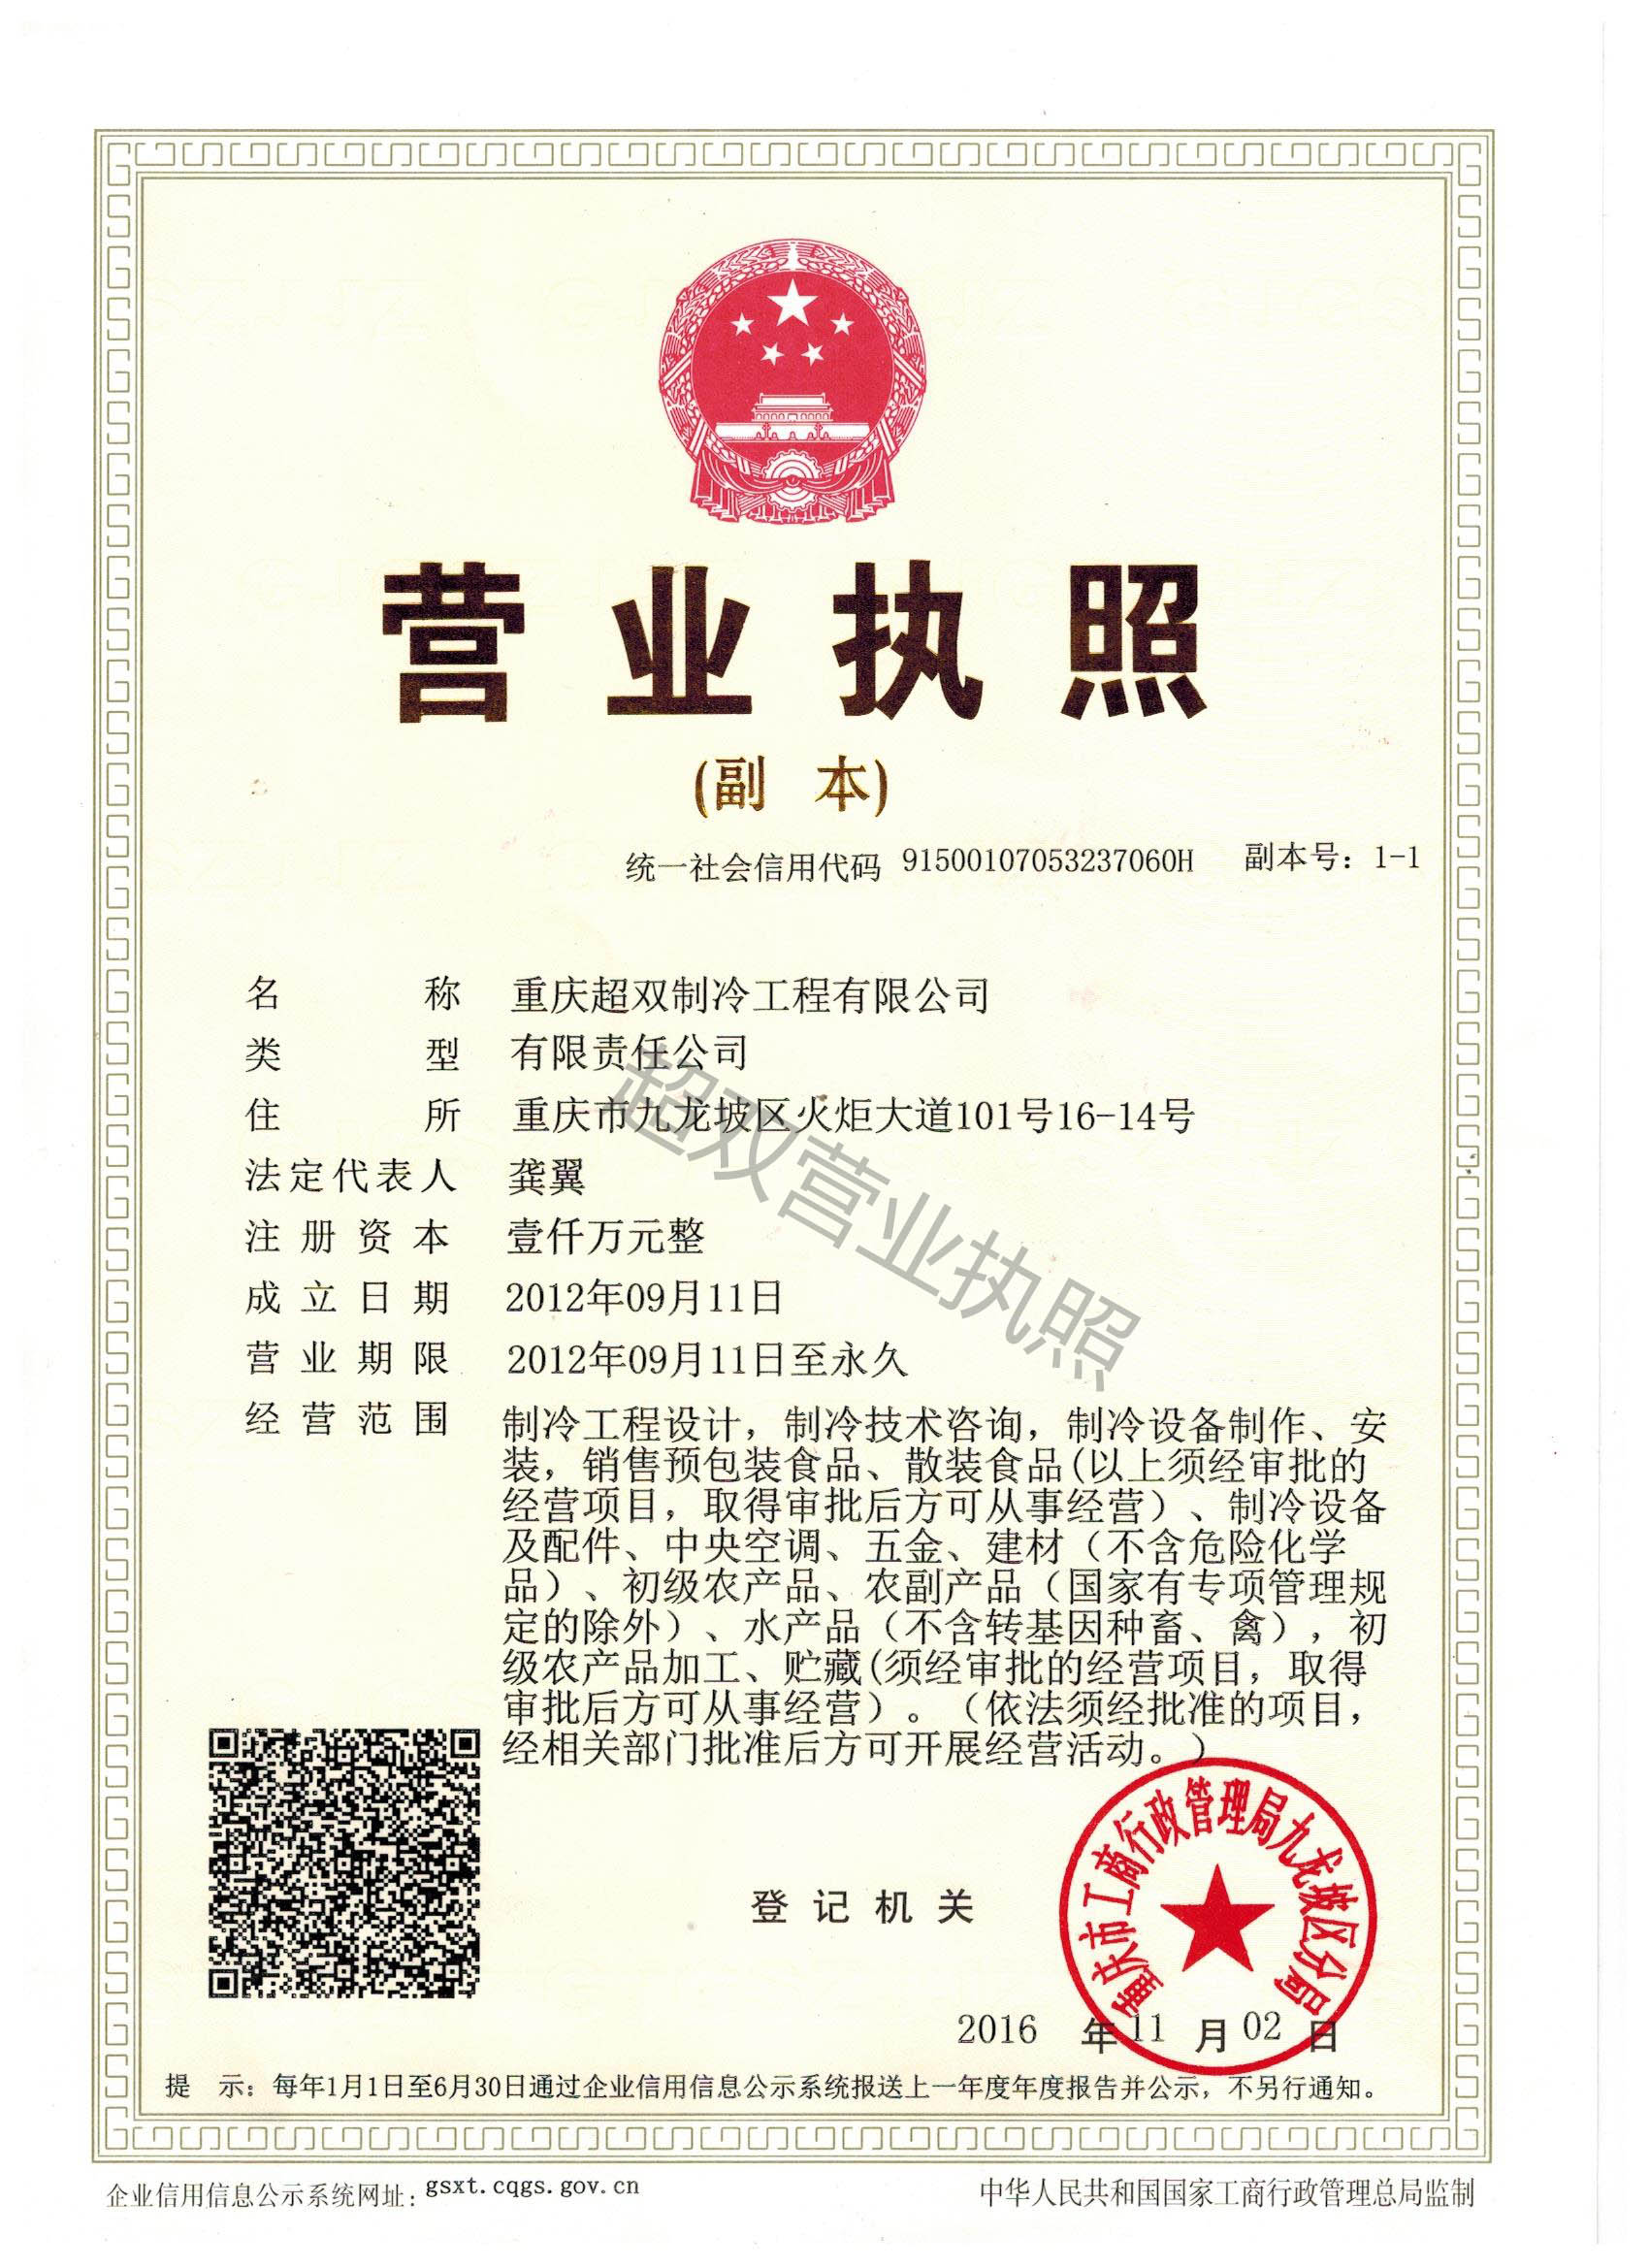 营业执照
(副 本)
统一社会信用代码 91500107053237060H 副本号：1-1
名称 重庆超双制冷工程有限公司
类型 有限责任公司
住所 重庆市九龙坡区火炬大道101号16-14号
法定代表人 龚翼
注册资本 壹仟万元整
成立日期 2012年09月11日
营业期限 2012年09月11日至永久
经营范围 制冷工程设计，制冷技术咨询，制冷设备制作、安
装，销售预包装食品、散装食品(以上须经审批的
经营项目，取得审批后方可从事经营）、制冷设备
及配件、中央空调、五金、建材（不含危险化学
品）、初级农产品、农副产品（国家有专项管理规
定的除外）、水产品（不含转基因种畜、禽），初
级农产品加工、贮藏(须经审批的经营项目，取得
审批后方可从事经营）。（依法须经批准的项目，
经相关部门批准后方可开展经营活动。）
超双营业执照
登记机关
重庆市工商行政管理局九龙坡区分局
2016 年 11 月 02 日
提 示：每年1月1日至6月30日通过企业信用信息公示系统报送上一年度年度报告并公示，不另行通知。
企业信用信息公示系统网址：gsxt.cqgs.gov.cn
中华人民共和国国家工商行政管理总局监制